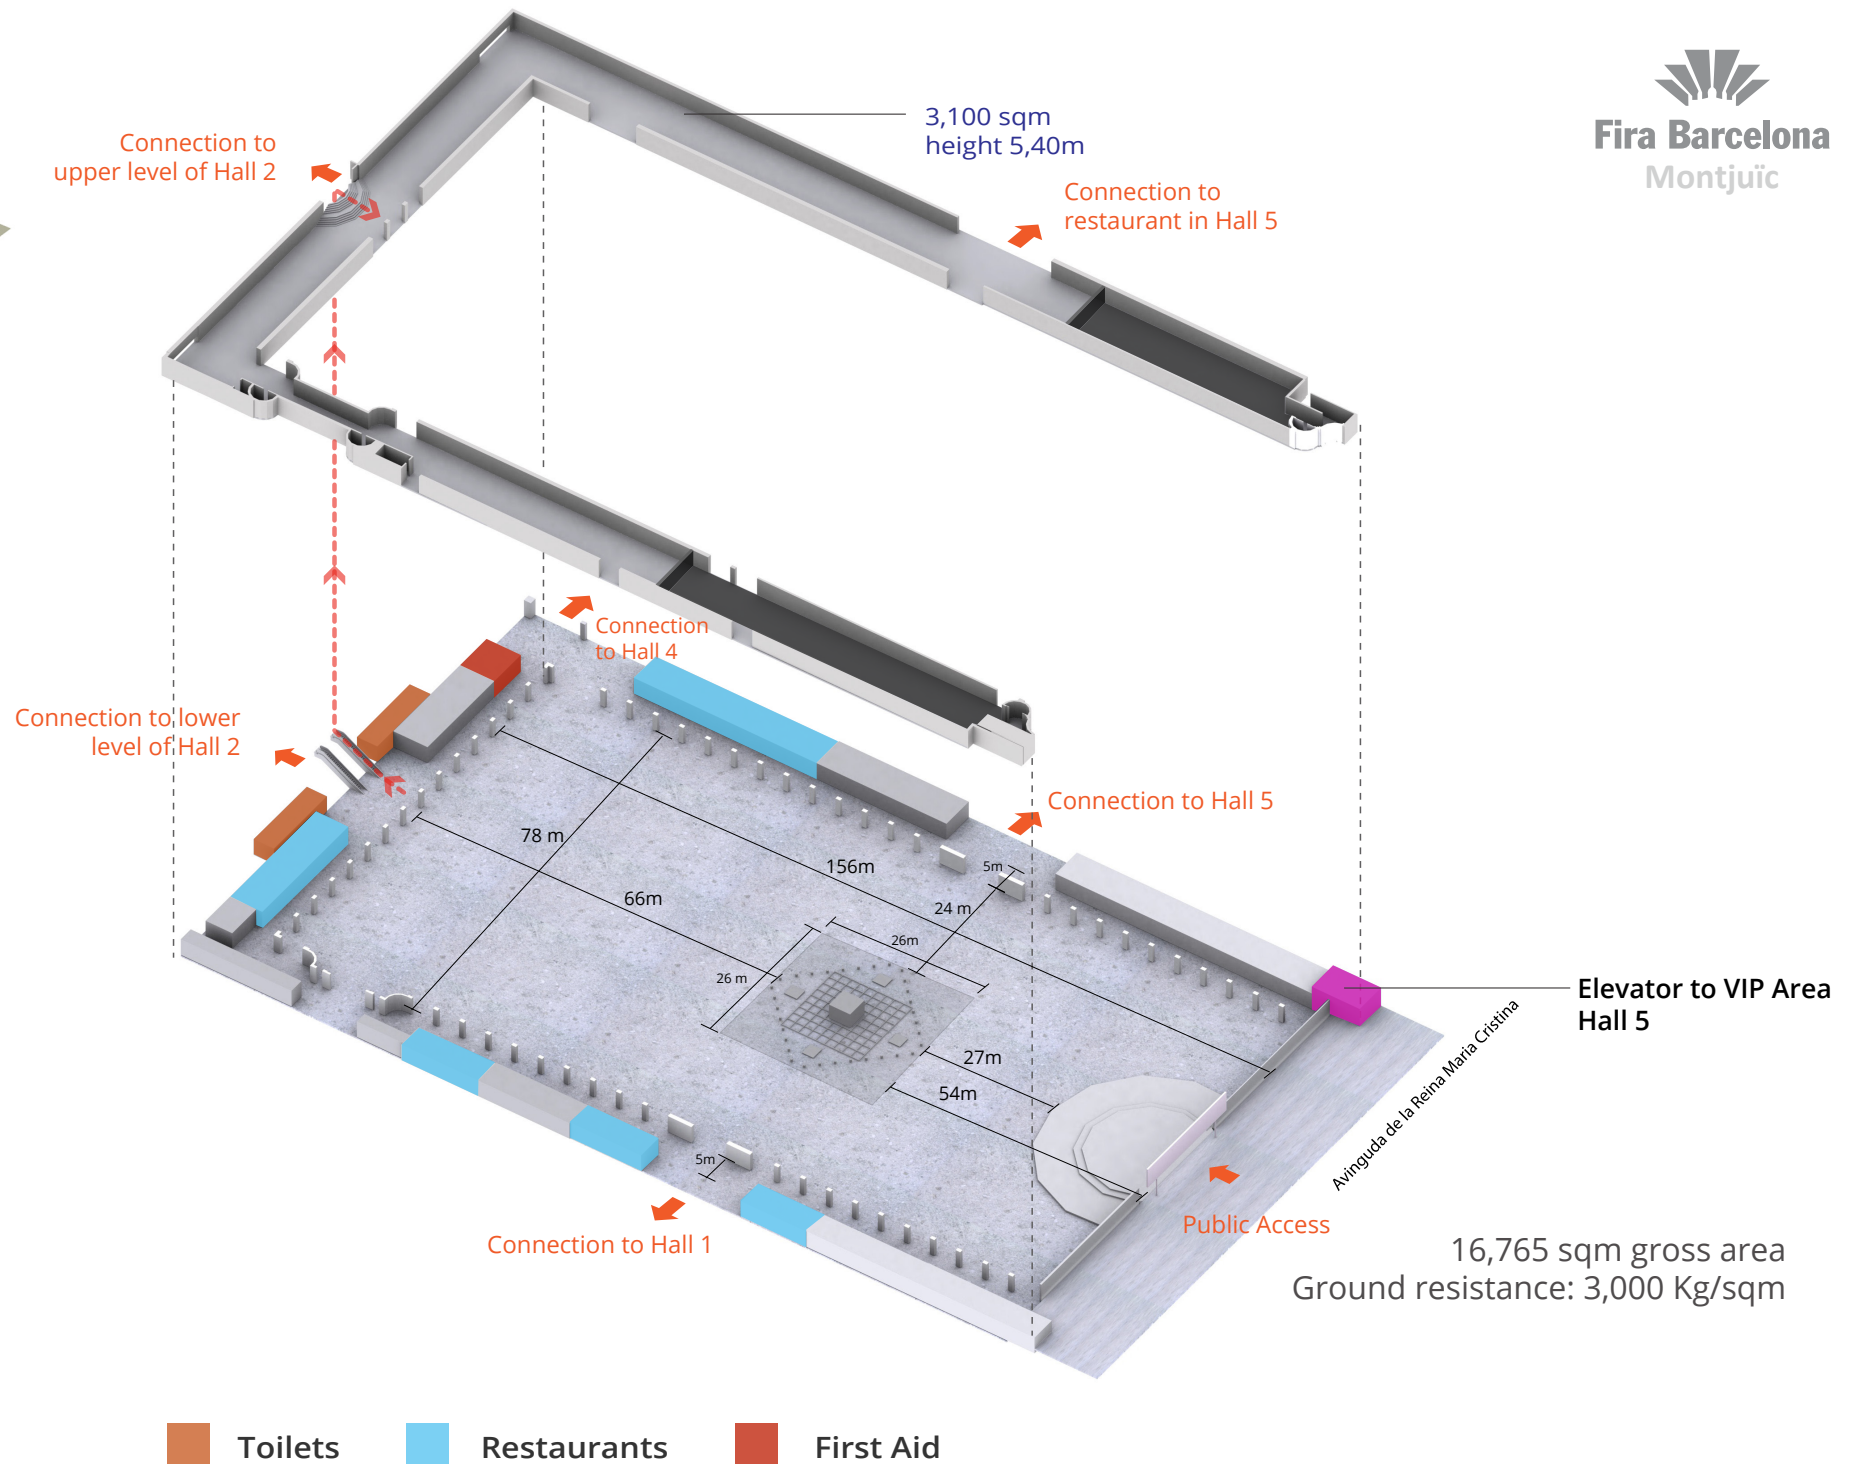 Fira Barcelona
Montjuïc
3,100 sqm
height 5,40m
Connection to
upper level of Hall 2
Connection to
restaurant in Hall 5
Connection
to Hall 4
Connection to lower
level of Hall 2
Connection to Hall 5
78 m
156m
5m
66m
24 m
26m
26 m
27m
54m
5m
Elevator to VIP Area
Hall 5
Avinguda de la Reina Maria Cristina
Public Access
Connection to Hall 1
16,765 sqm gross area
Ground resistance: 3,000 Kg/sqm
Toilets
Restaurants
First Aid